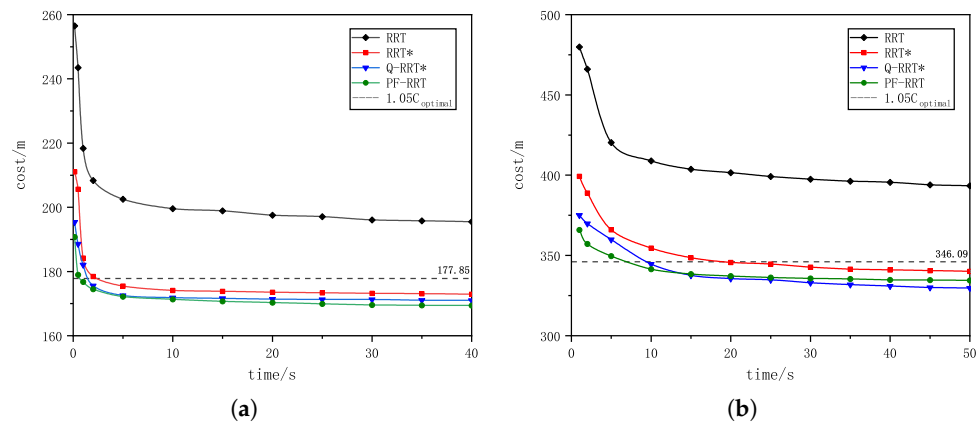 260
240
220
200
180
160
0
10
20
30
40
cost/m
time/s
RRT
RRT*
Q-RRT*
PF-RRT
1.05C optimal
177.85
(a)
500
450
400
350
300
0
10
20
30
40
50
cost/m
time/s
RRT
RRT*
Q-RRT*
PF-RRT
1.05C optimal
346.09
(b)